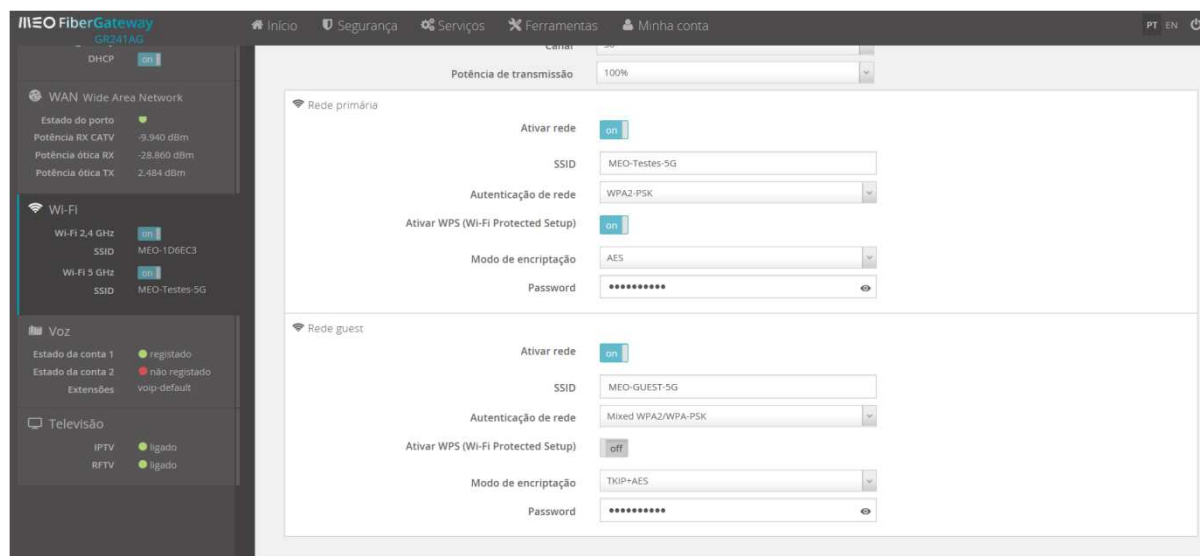 MEO FiberGateway
GR241AG
Início
Segurança
Serviços
Ferramentas
Minha conta
PT EN
DHCP on
WAN Wide Area Network
Estado do porto
Potência RX CATV -9.940 dBm
Potência ótica RX -28.860 dBm
Potência ótica TX 2.484 dBm
Wi-Fi
Wi-Fi 2,4 GHz on
SSID MEO-1D6EC3
Wi-Fi 5 GHz on
SSID MEO-Testes-5G
Voz
Estado da conta 1 registado
Estado da conta 2 não registado
Extensões voip-default
Televisão
IPTV ligado
RFTV ligado
Canal
Potência de transmissão 100%
Rede primária
Ativar rede on
SSID MEO-Testes-5G
Autenticação de rede WPA2-PSK
Ativar WPS (Wi-Fi Protected Setup) on
Modo de encriptação AES
Password ••••••••••
Rede guest
Ativar rede on
SSID MEO-GUEST-5G
Autenticação de rede Mixed WPA2/WPA-PSK
Ativar WPS (Wi-Fi Protected Setup) off
Modo de encriptação TKIP+AES
Password ••••••••••